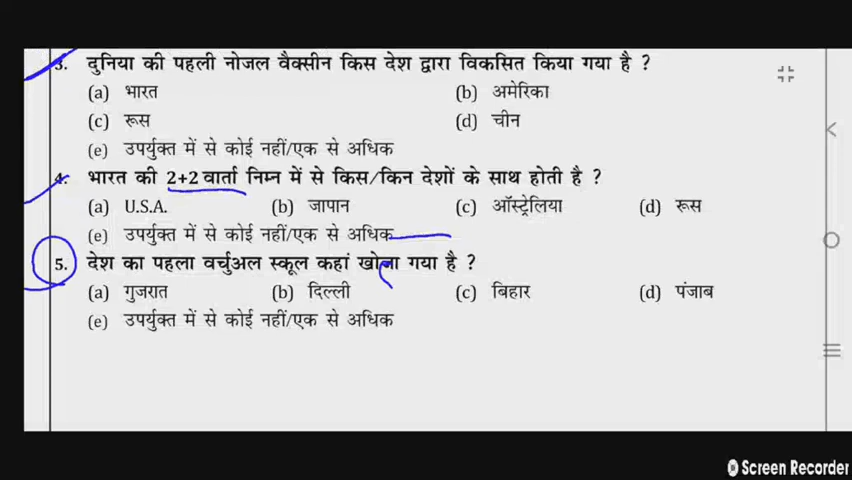 3. दुनिया की पहली नोजल वैक्सीन किस देश द्वारा विकसित किया गया है ?
(a) भारत (b) अमेरिका
(c) रूस (d) चीन
(e) उपर्युक्त में से कोई नहीं/एक से अधिक
4. भारत की 2+2 वार्ता निम्न में से किस/किन देशों के साथ होती है ?
(a) U.S.A. (b) जापान (c) ऑस्ट्रेलिया (d) रूस
(e) उपर्युक्त में से कोई नहीं/एक से अधिक
5. देश का पहला वर्चुअल स्कूल कहां खोला गया है ?
(a) गुजरात (b) दिल्ली (c) बिहार (d) पंजाब
(e) उपर्युक्त में से कोई नहीं/एक से अधिक
Screen Recorder